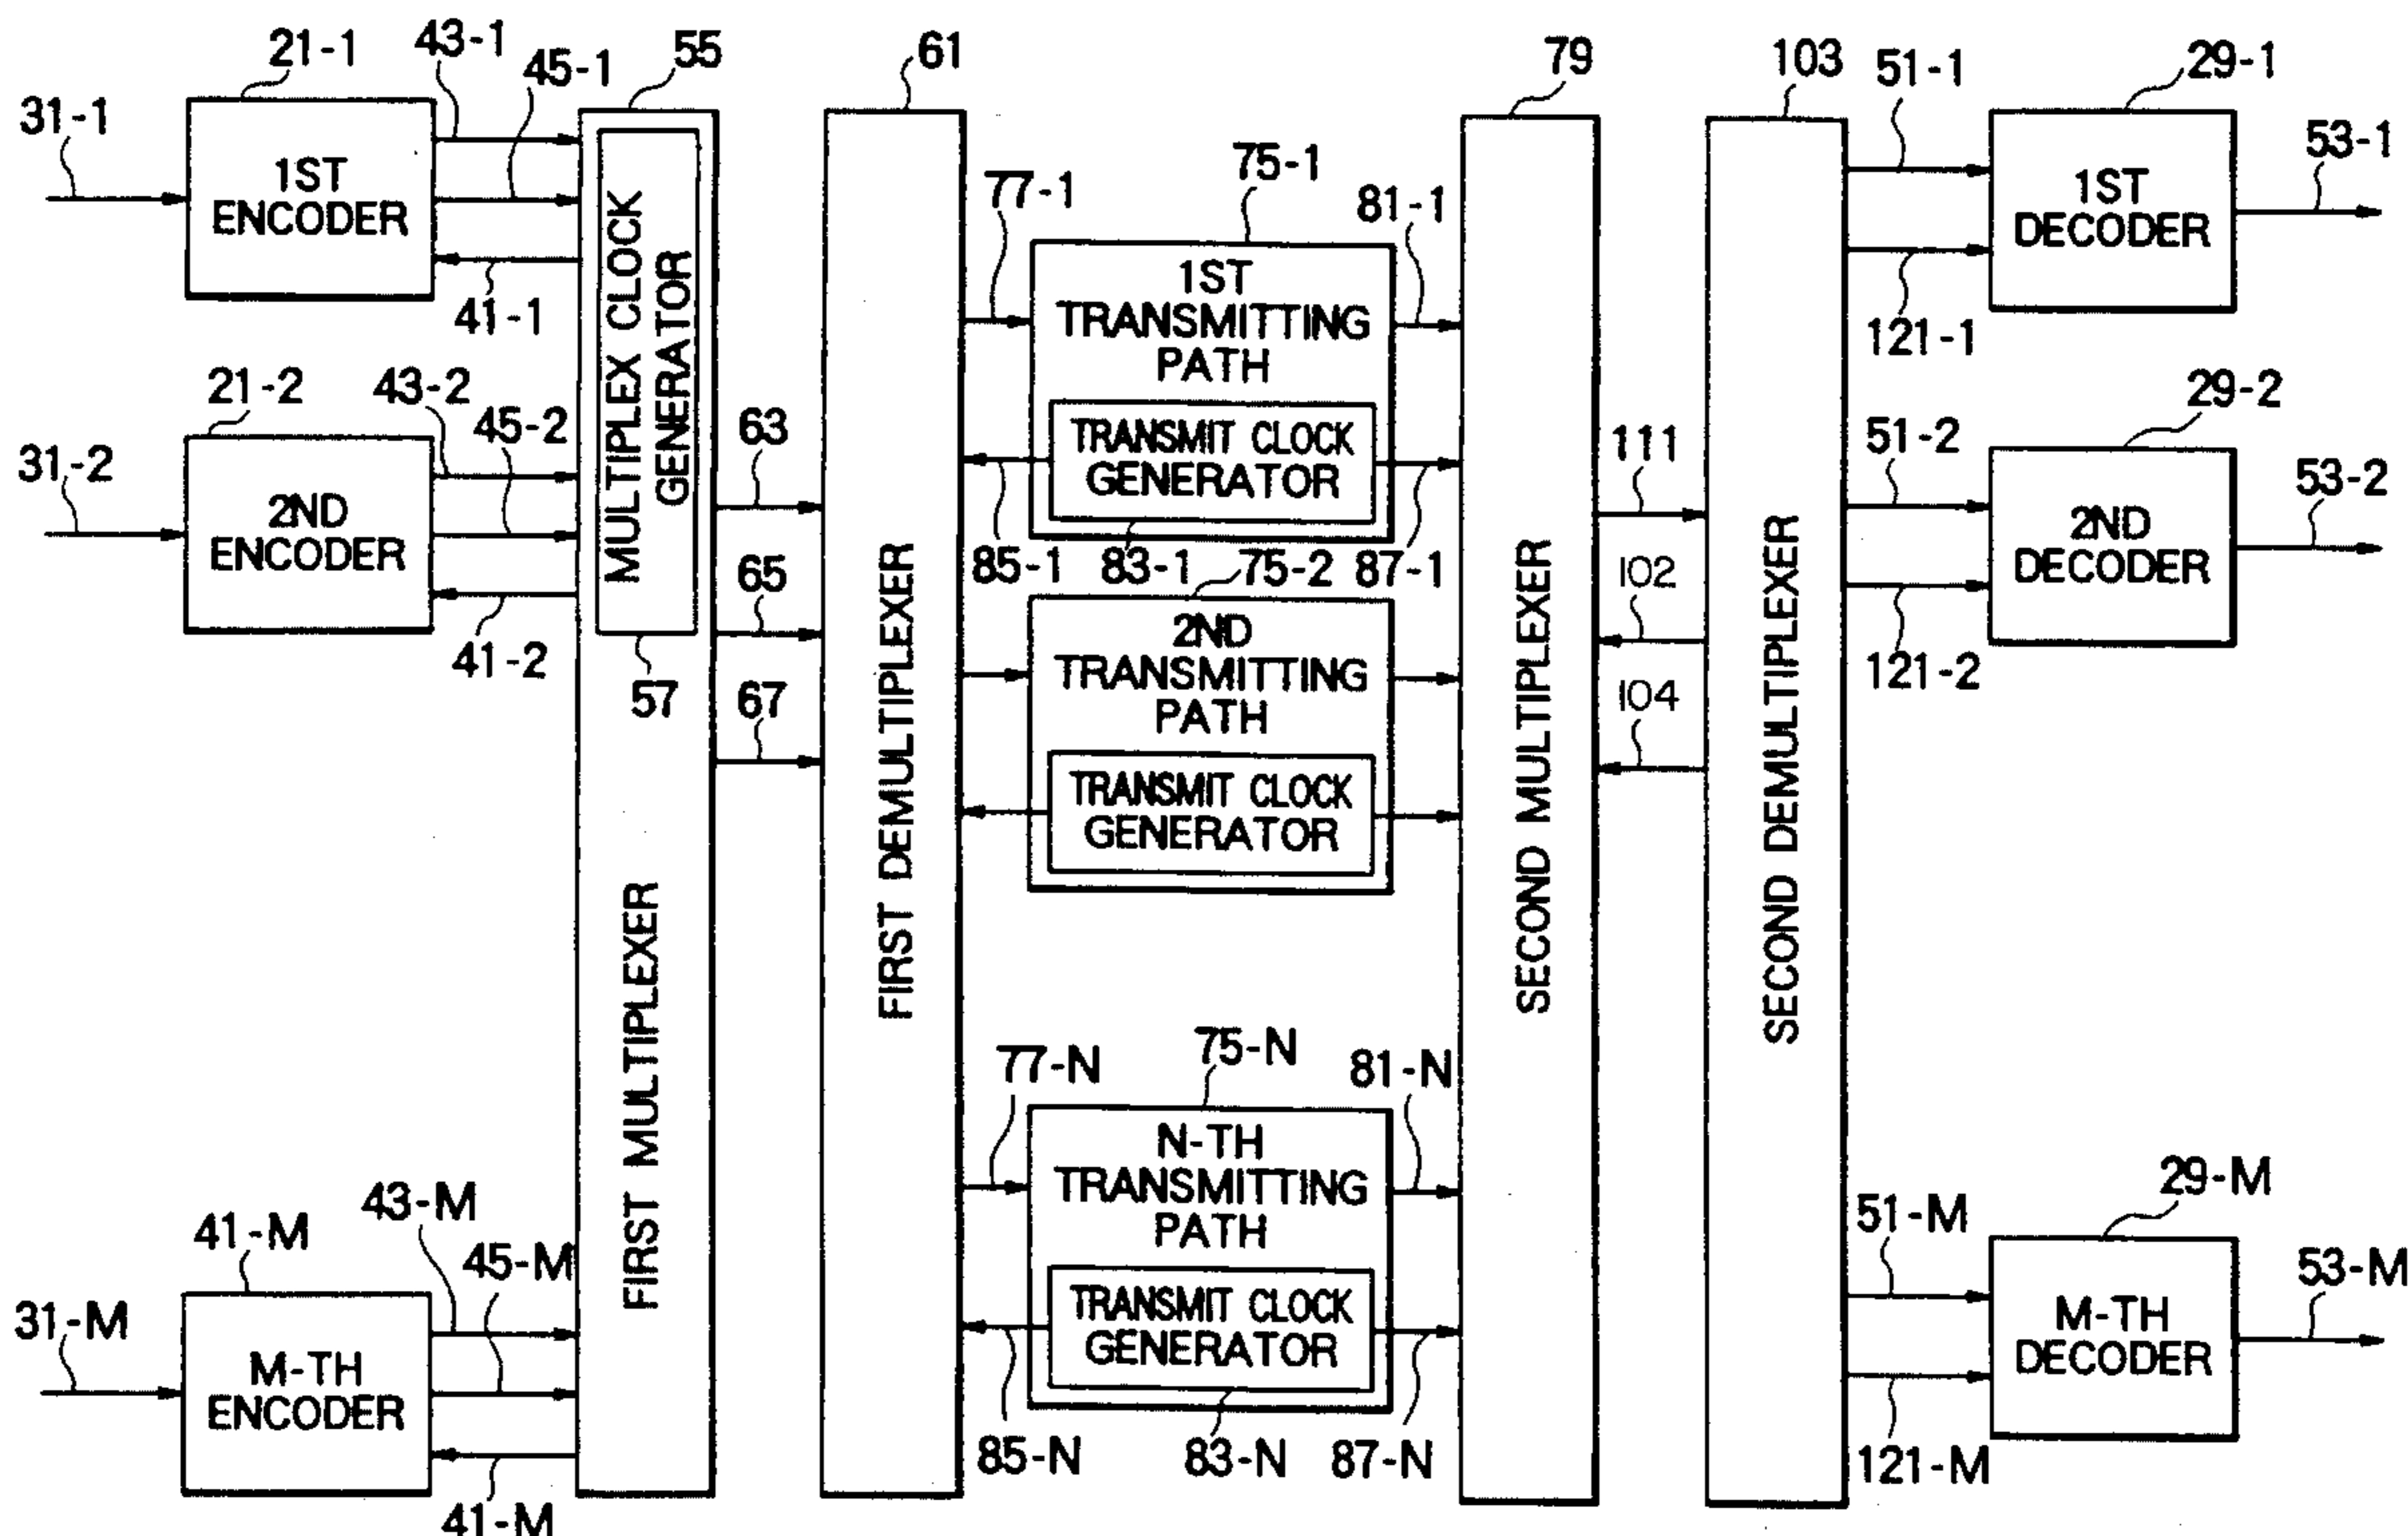 21-1
43-1
45-1
55
61
79
103
51-1
29-1
31-1
1ST
ENCODER
MULTIPLEX CLOCK
GENERATOR
41-1
77-1
75-1
81-1
1ST
TRANSMITTING
PATH
TRANSMIT CLOCK
GENERATOR
85-1
83-1
87-1
1ST
DECODER
53-1
121-1
21-2
43-2
45-2
31-2
2ND
ENCODER
41-2
57
63
65
67
75-2
2ND
TRANSMITTING
PATH
TRANSMIT CLOCK
GENERATOR
111
102
104
51-2
29-2
2ND
DECODER
53-2
121-2
FIRST MULTIPLEXER
FIRST DEMULTIPLEXER
SECOND MULTIPLEXER
SECOND DEMULTIPLEXER
41-M
43-M
45-M
31-M
M-TH
ENCODER
41-M
77-N
75-N
81-N
N-TH
TRANSMITTING
PATH
TRANSMIT CLOCK
GENERATOR
85-N
83-N
87-N
51-M
29-M
M-TH
DECODER
53-M
121-M